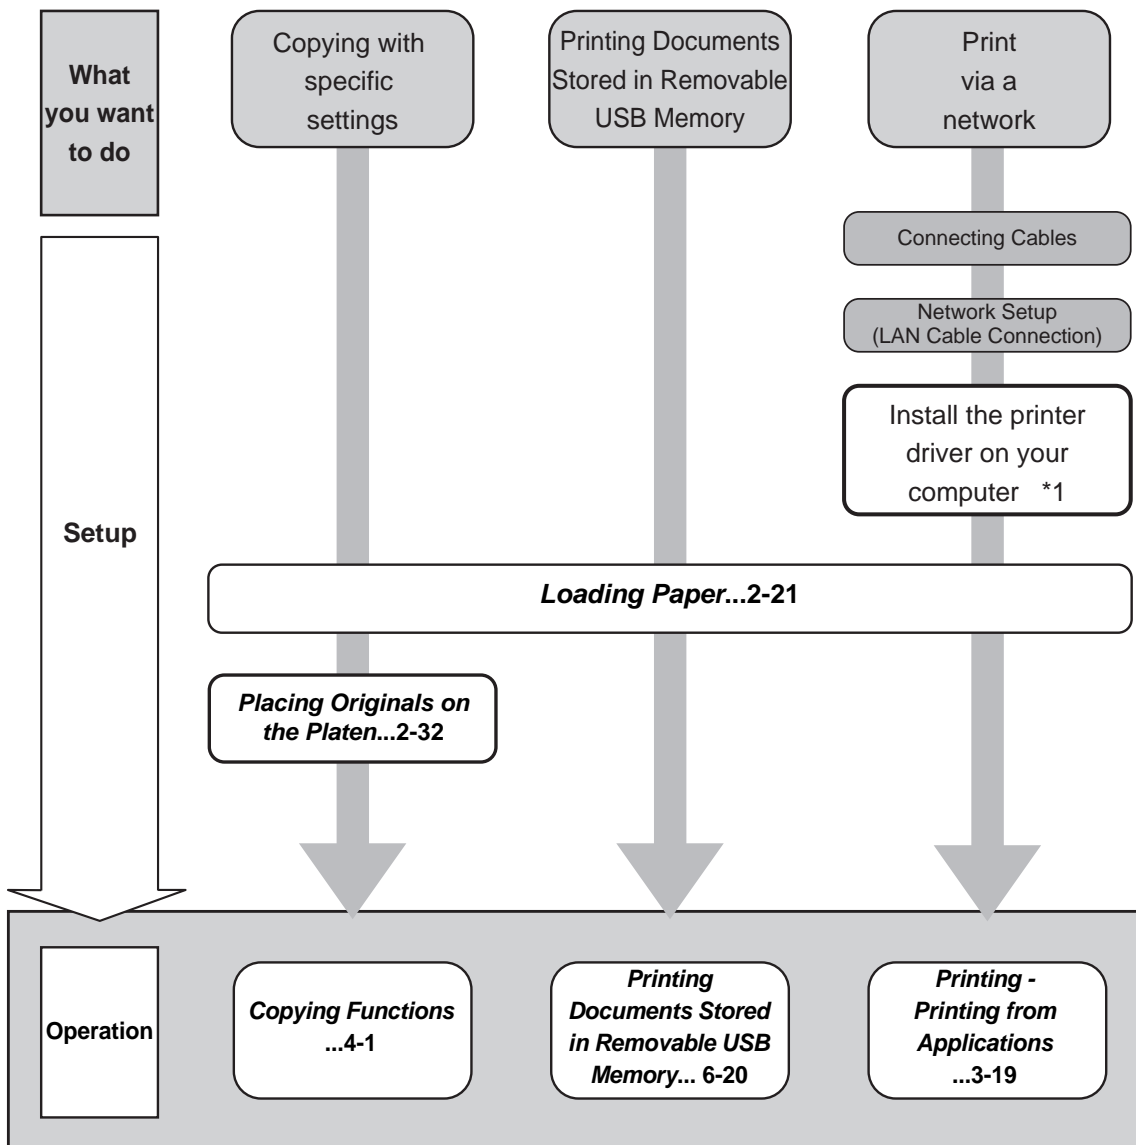 What
you want
to do
Copying with
specific
settings
Printing Documents
Stored in Removable
USB Memory
Print
via a
network
Connecting Cables
Network Setup
(LAN Cable Connection)
Install the printer
driver on your
computer *1
Setup
Loading Paper...2-21
Placing Originals on
the Platen...2-32
Operation
Copying Functions
...4-1
Printing
Documents Stored
in Removable USB
Memory... 6-20
Printing -
Printing from
Applications
...3-19